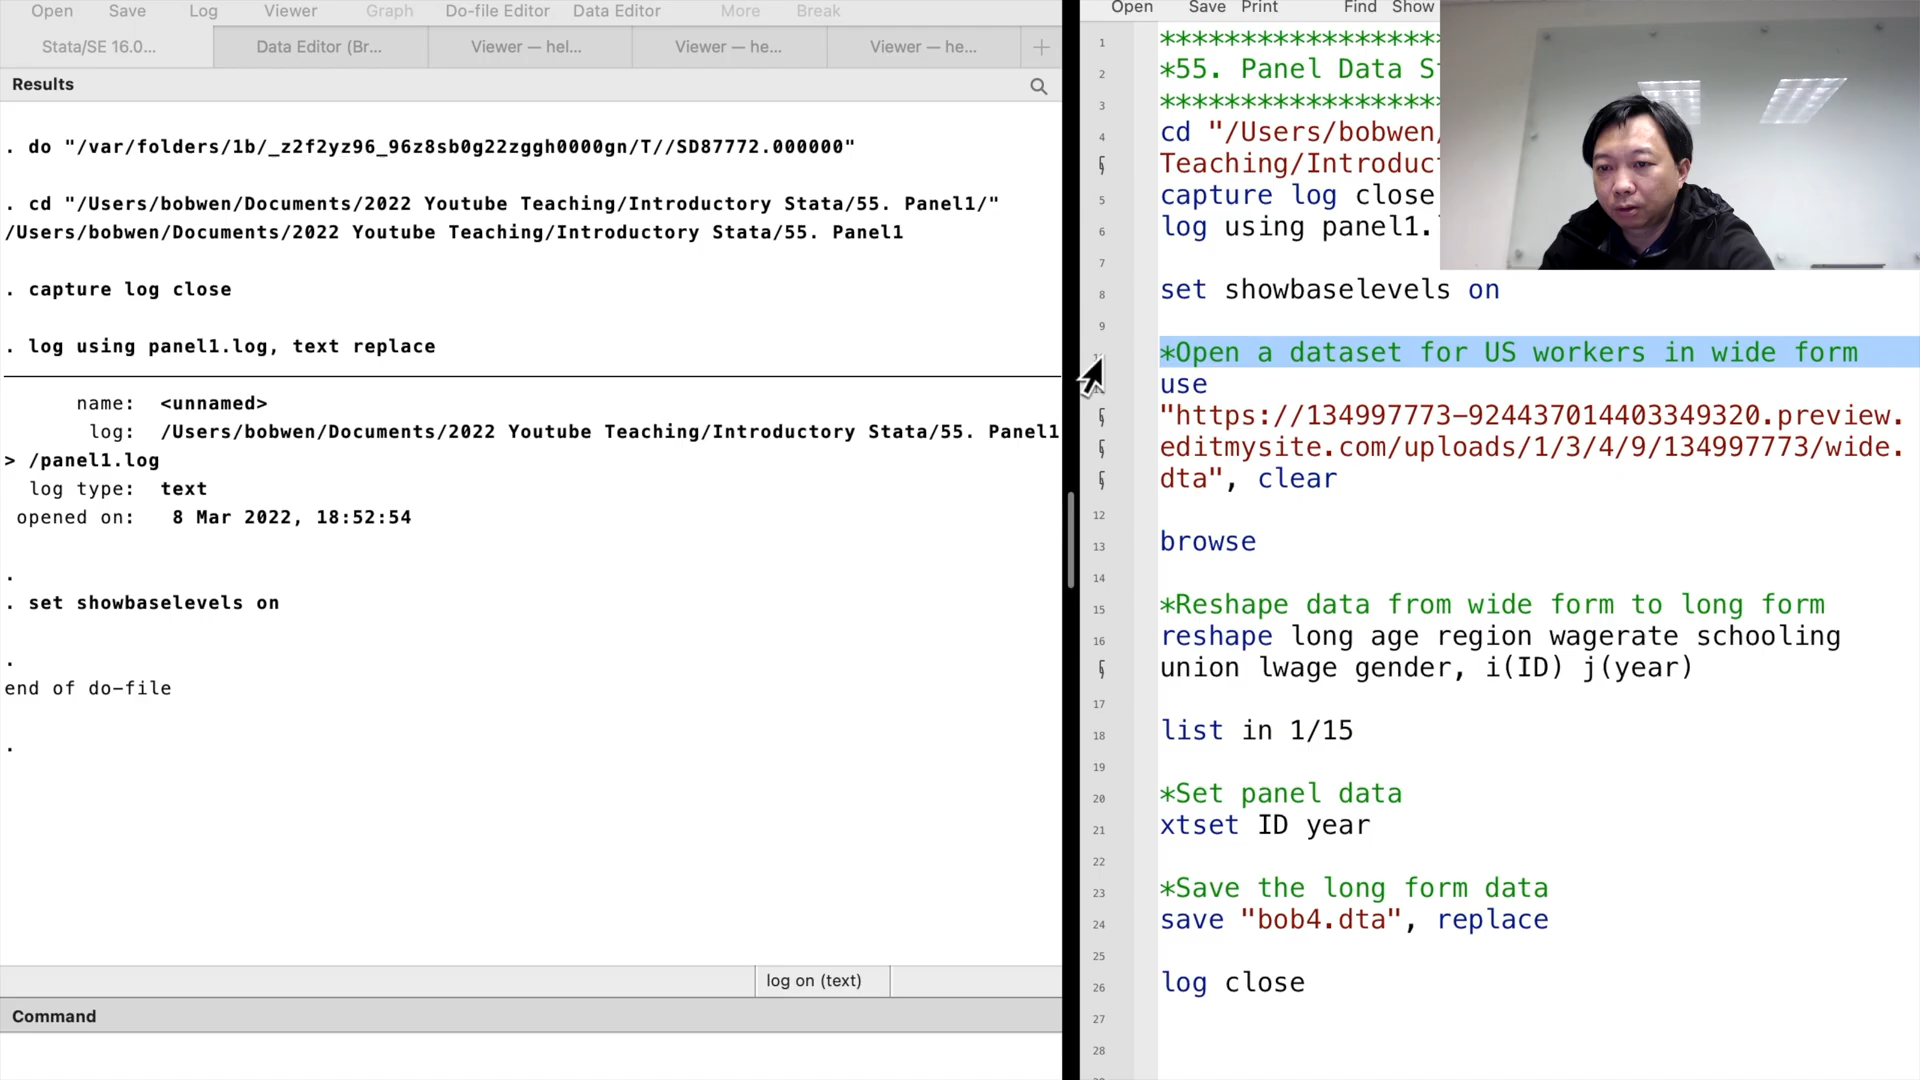 Open Save Log Viewer Graph Do-file Editor Data Editor More Break
Stata/SE 16.0... Data Editor (Br... Viewer — hel... Viewer — he... Viewer — he...
Results
. do "/var/folders/1b/_z2f2yz96_96z8sb0g22zggh0000gn/T//SD87772.000000"
. cd "/Users/bobwen/Documents/2022 Youtube Teaching/Introductory Stata/55. Panel1/"
/Users/bobwen/Documents/2022 Youtube Teaching/Introductory Stata/55. Panel1
. capture log close
. log using panel1.log, text replace
name: <unnamed>
log: /Users/bobwen/Documents/2022 Youtube Teaching/Introductory Stata/55. Panel1
> /panel1.log
log type: text
opened on: 8 Mar 2022, 18:52:54
.
. set showbaselevels on
.
end of do-file
.
log on (text)
Command
Open Save Print Find Show
1 ******************
2 *55. Panel Data S
3 ******************
4 cd "/Users/bobwen/
Teaching/Introduct
5 capture log close
6 log using panel1.
7
8 set showbaselevels on
9
*Open a dataset for US workers in wide form
use
"https://134997773-924437014403349320.preview.
editmysite.com/uploads/1/3/4/9/134997773/wide.
dta", clear
12
13 browse
14
15 *Reshape data from wide form to long form
16 reshape long age region wagerate schooling
union lwage gender, i(ID) j(year)
17
18 list in 1/15
19
20 *Set panel data
21 xtset ID year
22
23 *Save the long form data
24 save "bob4.dta", replace
25
26 log close
27
28